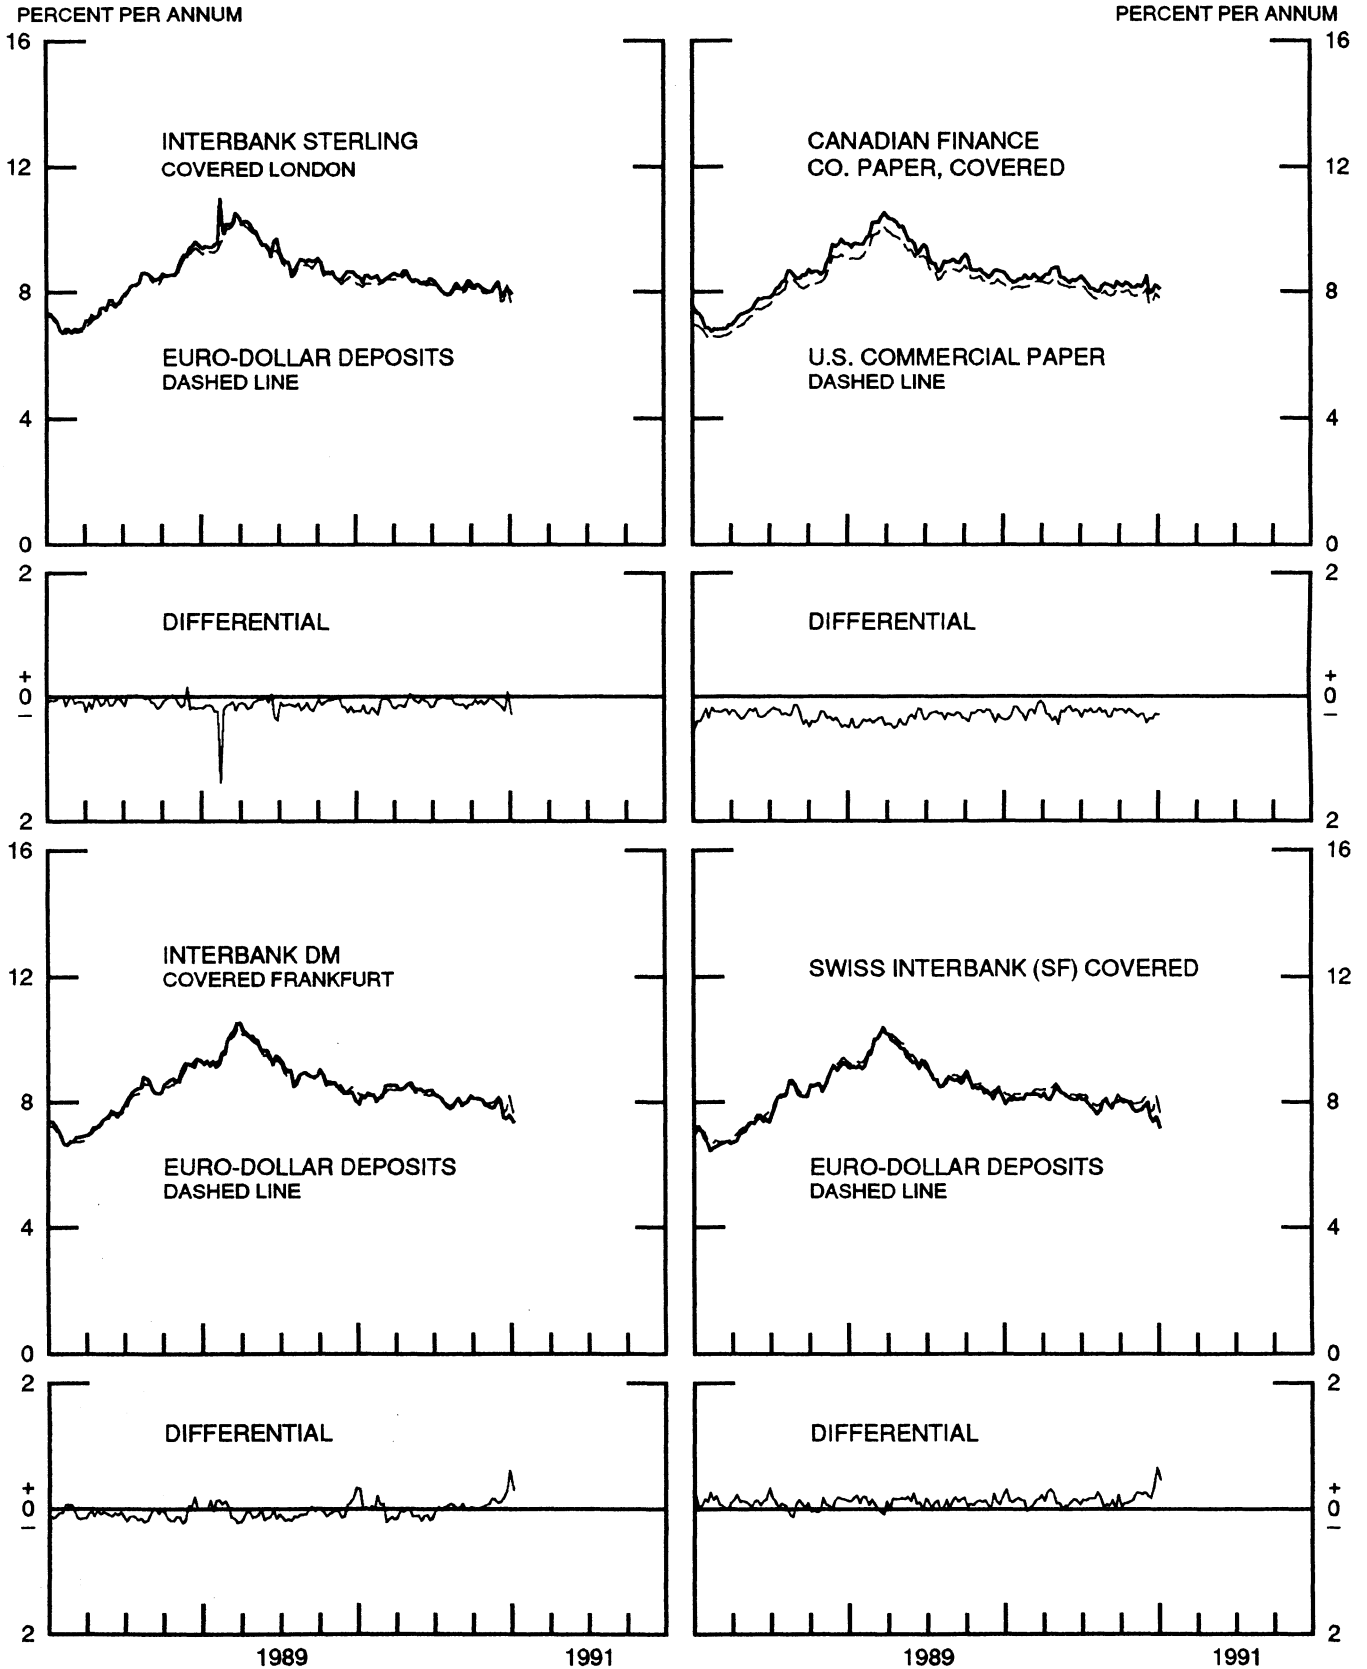 PERCENT PER ANNUM
PERCENT PER ANNUM
16
12
8
4
0
INTERBANK STERLING
COVERED LONDON
EURO-DOLLAR DEPOSITS
DASHED LINE
CANADIAN FINANCE
CO. PAPER, COVERED
U.S. COMMERCIAL PAPER
DASHED LINE
16
12
8
4
0
2
+
0
−
2
DIFFERENTIAL
DIFFERENTIAL
2
+
0
−
2
16
12
8
4
0
INTERBANK DM
COVERED FRANKFURT
EURO-DOLLAR DEPOSITS
DASHED LINE
SWISS INTERBANK (SF) COVERED
EURO-DOLLAR DEPOSITS
DASHED LINE
16
12
8
4
0
2
+
0
−
2
DIFFERENTIAL
DIFFERENTIAL
2
+
0
−
2
1989
1991
1989
1991